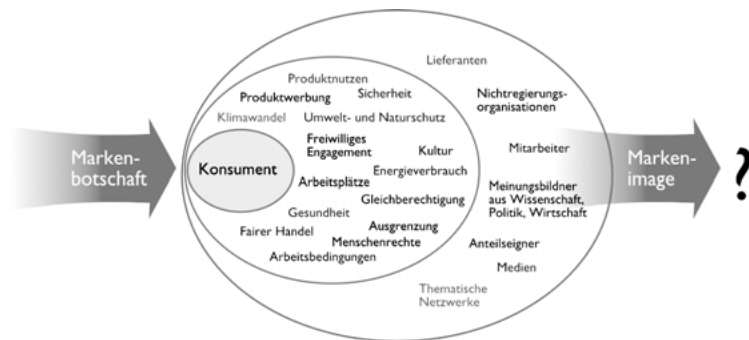 Lieferanten
Produktnutzen
Produktwerbung
Sicherheit
Nichtregierungs-
organisationen
Klimawandel
Umwelt- und Naturschutz
Freiwilliges
Engagement
Kultur
Mitarbeiter
Marken-
botschaft
Konsument
Energieverbrauch
Marken-
image
?
Arbeitsplätze
Gleichberechtigung
Meinungsbildner
aus Wissenschaft,
Politik, Wirtschaft
Gesundheit
Fairer Handel
Ausgrenzung
Menschenrechte
Anteilseigner
Arbeitsbedingungen
Medien
Thematische
Netzwerke